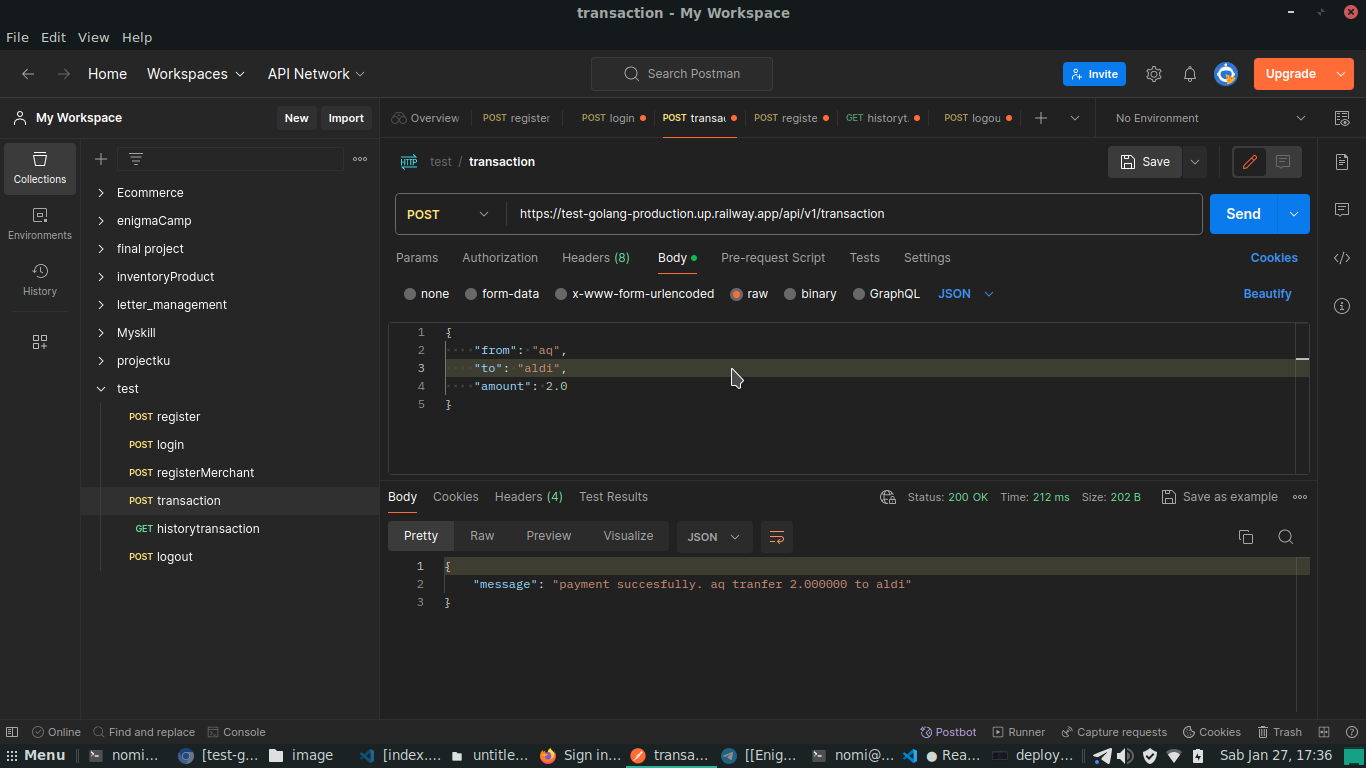 transaction - My Workspace
File Edit View Help
Home Workspaces API Network Search Postman Invite Upgrade
My Workspace New Import
Overview POST register POST login POST transac POST registe GET historyt. POST logou No Environment
Collections
Environments
History
Ecommerce
enigmaCamp
final project
inventoryProduct
letter_management
Myskill
projectku
test
POST register
POST login
POST registerMerchant
POST transaction
GET historytransaction
POST logout
HTTP test / transaction Save
POST https://test-golang-production.up.railway.app/api/v1/transaction Send
Params Authorization Headers (8) Body Pre-request Script Tests Settings Cookies
none form-data x-www-form-urlencoded raw binary GraphQL JSON Beautify
1 {
2 ····"from":·"aq",
3 ····"to":·"aldi",
4 ····"amount":·2.0
5 }
Body Cookies Headers (4) Test Results Status: 200 OK Time: 212 ms Size: 202 B Save as example
Pretty Raw Preview Visualize JSON
1 {
2 "message": "payment succesfully. aq tranfer 2.000000 to aldi"
3 }
Online Find and replace Console Postbot Runner Capture requests Cookies Trash
Menu nomi... [test-g... image [index.... untitle... Sign in... transa... [[Enig... nomi@... Rea... deploy... Sab Jan 27, 17:36